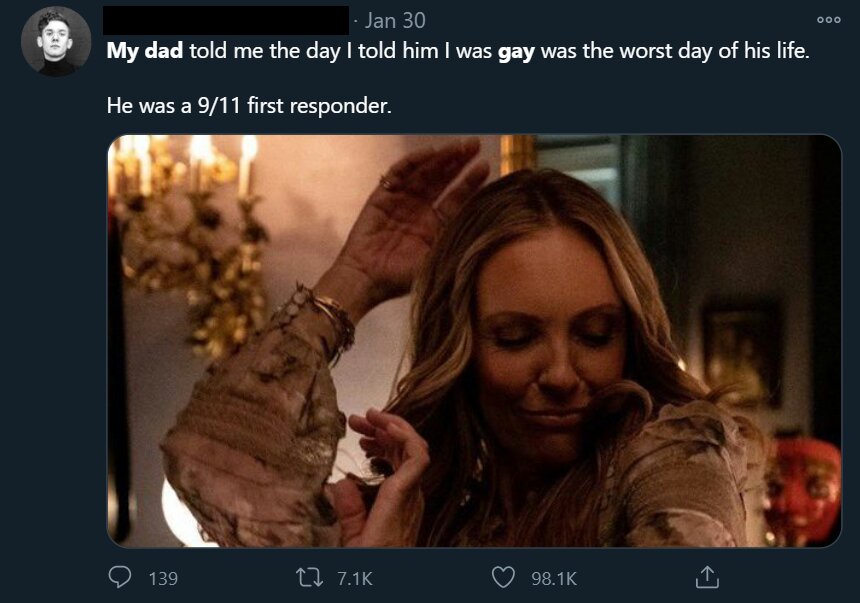 · Jan 30
My dad told me the day I told him I was gay was the worst day of his life.
He was a 9/11 first responder.
139
7.1K
98.1K